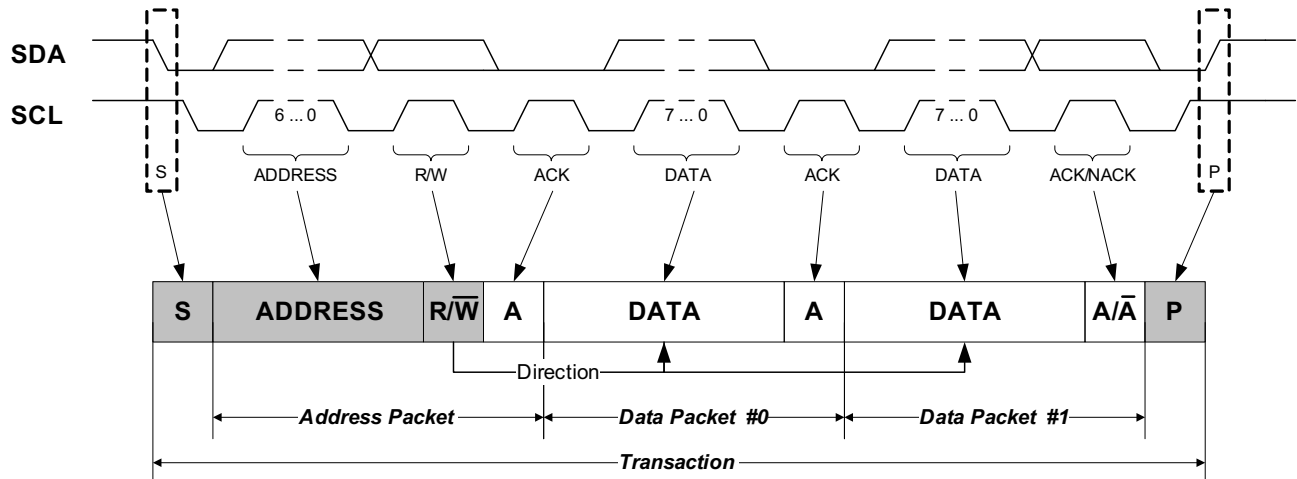 SDA
SCL
6 ... 0
7 ... 0
7 ... 0
S
ADDRESS
R/W
ACK
DATA
ACK
DATA
ACK/NACK
P
S
ADDRESS
R/W̅
A
DATA
A
DATA
A/A̅
P
Direction
Address Packet
Data Packet #0
Data Packet #1
Transaction